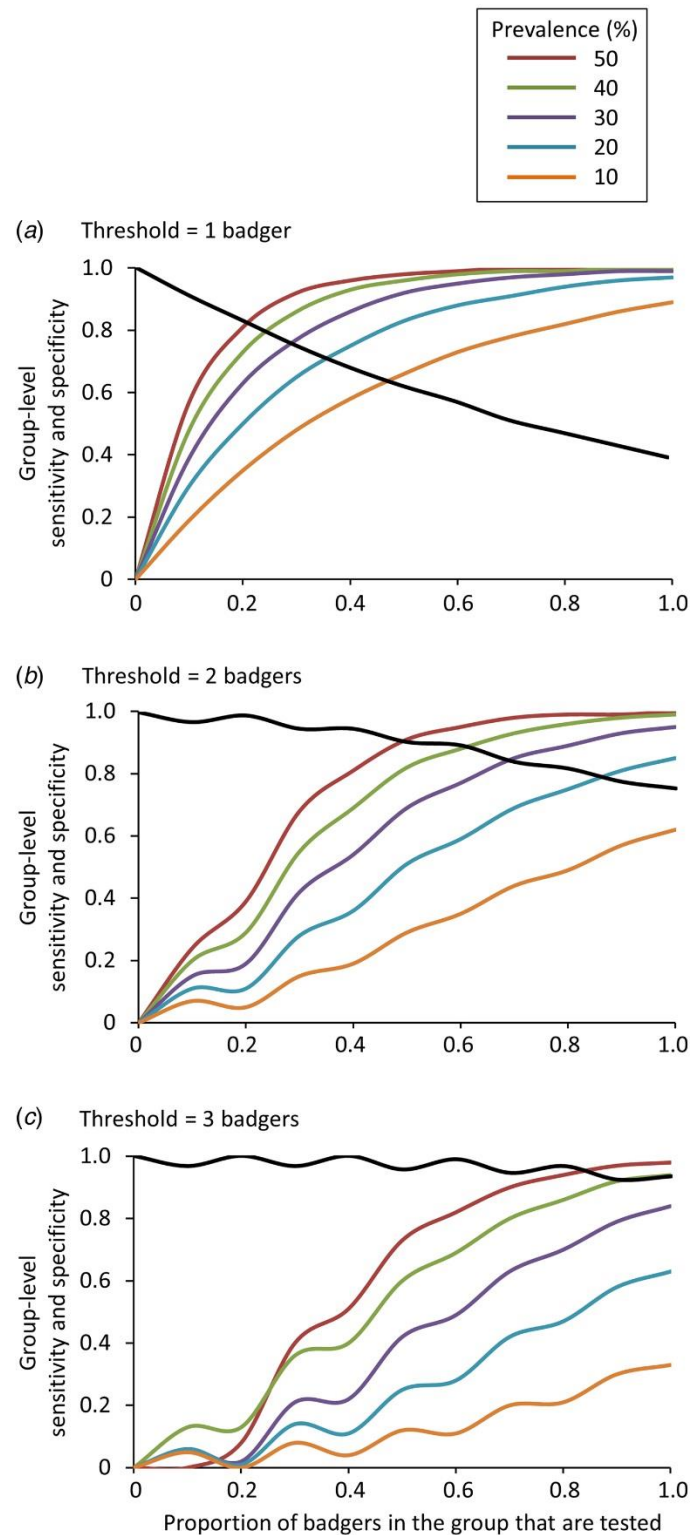 Prevalence (%)
50
40
30
20
10
(a) Threshold = 1 badger
1.0
0.8
0.6
0.4
0.2
0
Group-level
sensitivity and specificity
0 0.2 0.4 0.6 0.8 1.0
(b) Threshold = 2 badgers
1.0
0.8
0.6
0.4
0.2
0
Group-level
sensitivity and specificity
0 0.2 0.4 0.6 0.8 1.0
(c) Threshold = 3 badgers
1.0
0.8
0.6
0.4
0.2
0
Group-level
sensitivity and specificity
0 0.2 0.4 0.6 0.8 1.0
Proportion of badgers in the group that are tested